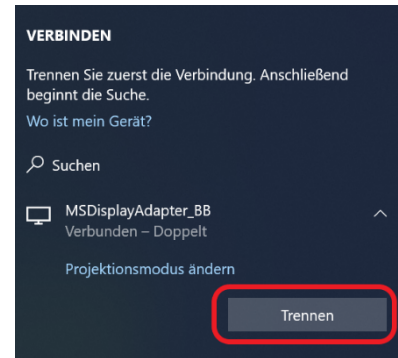 VERBINDEN
Trennen Sie zuerst die Verbindung. Anschließend
beginnt die Suche.
Wo ist mein Gerät?
Suchen
MSDisplayAdapter_BB
Verbunden – Doppelt
Projektionsmodus ändern
Trennen